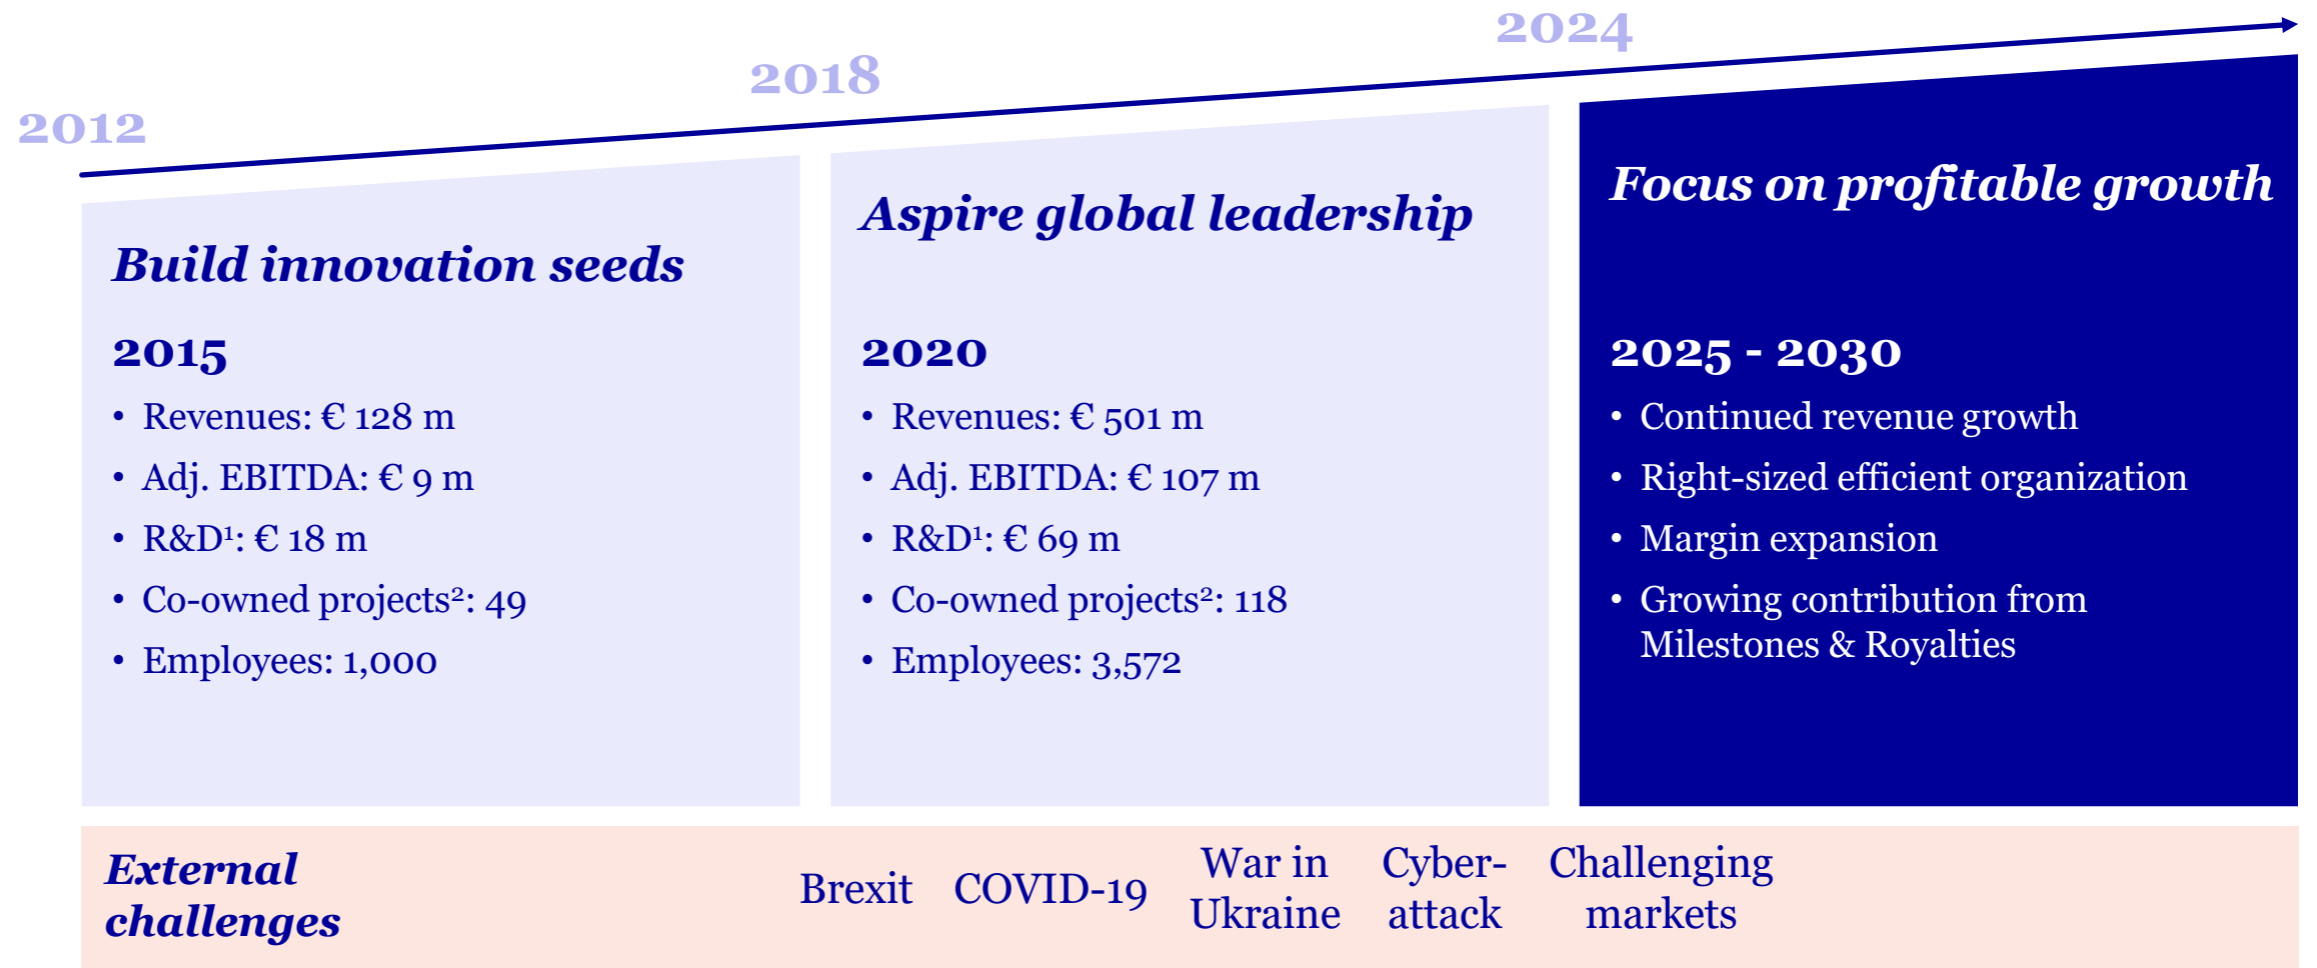 2012
2018
2024
Build innovation seeds
2015
• Revenues: € 128 m
• Adj. EBITDA: € 9 m
• R&D¹: € 18 m
• Co-owned projects²: 49
• Employees: 1,000
Aspire global leadership
2020
• Revenues: € 501 m
• Adj. EBITDA: € 107 m
• R&D¹: € 69 m
• Co-owned projects²: 118
• Employees: 3,572
Focus on profitable growth
2025 - 2030
• Continued revenue growth
• Right-sized efficient organization
• Margin expansion
• Growing contribution from
Milestones & Royalties
External
challenges
Brexit
COVID-19
War in
Ukraine
Cyber-
attack
Challenging
markets